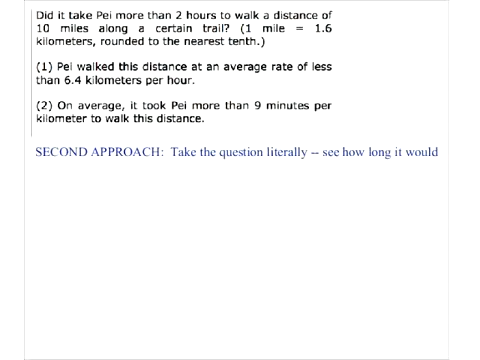 Did it take Pei more than 2 hours to walk a distance of
10 miles along a certain trail? (1 mile = 1.6
kilometers, rounded to the nearest tenth.)
(1) Pei walked this distance at an average rate of less
than 6.4 kilometers per hour.
(2) On average, it took Pei more than 9 minutes per
kilometer to walk this distance.
SECOND APPROACH: Take the question literally -- see how long it would